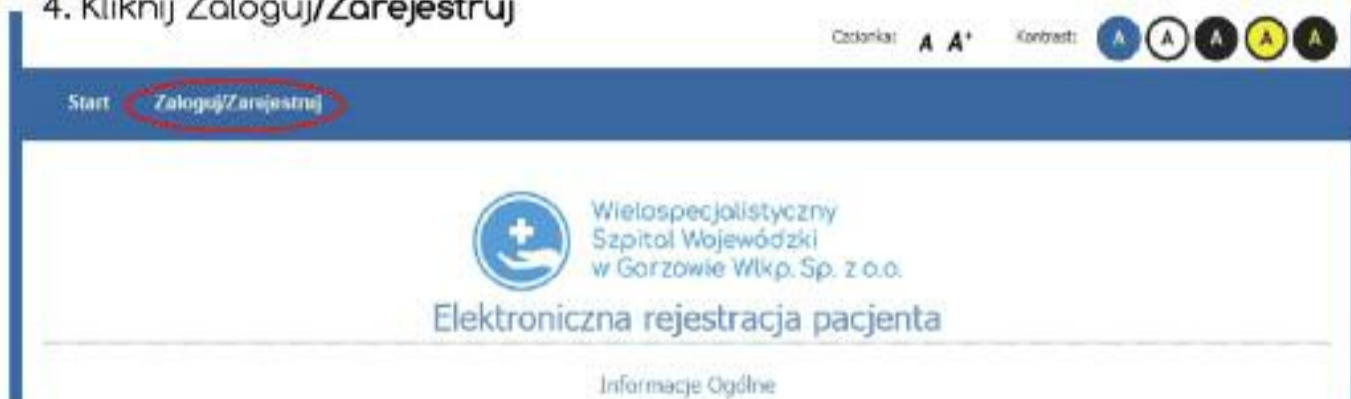 4. Kliknij Zaloguj/Zarejestruj
Czcionka: A A+ Kontrast: A A A A A
Start Zaloguj/Zarejestruj
Wielospecjalistyczny
Szpital Wojewódzki
w Gorzowie Wlkp. Sp. z o.o.
Elektroniczna rejestracja pacjenta
Informacje Ogólne